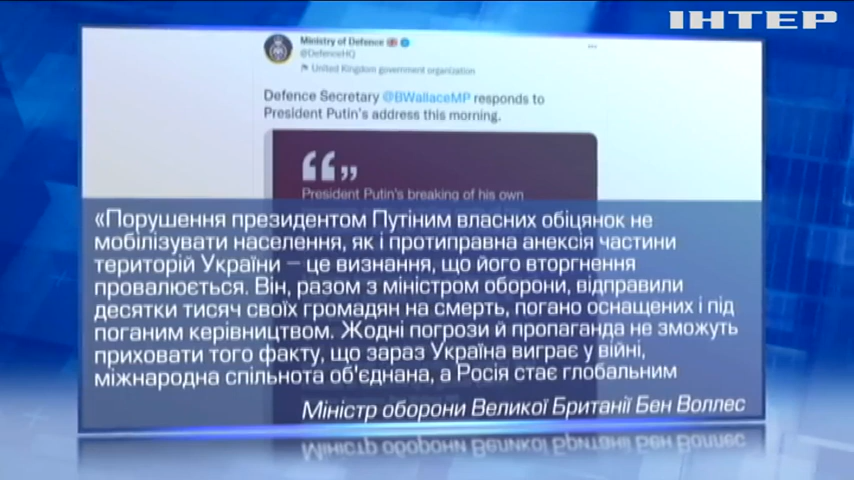 ІНТЕР
Ministry of Defence
@DefenceHQ
United Kingdom government organization
Defence Secretary @BWallaceMP responds to
President Putin's address this morning.
President Putin's breaking of his own
«Порушення президентом Путіним власних обіцянок не
мобілізувати населення, як і протиправна анексія частини
територій України – це визнання, що його вторгнення
провалюється. Він, разом з міністром оборони, відправили
десятки тисяч своїх громадян на смерть, погано оснащених і під
поганим керівництвом. Жодні погрози й пропаганда не зможуть
приховати того факту, що зараз Україна виграє у війні,
міжнародна спільнота об'єднана, а Росія стає глобальним
Міністр оборони Великої Британії Бен Воллес